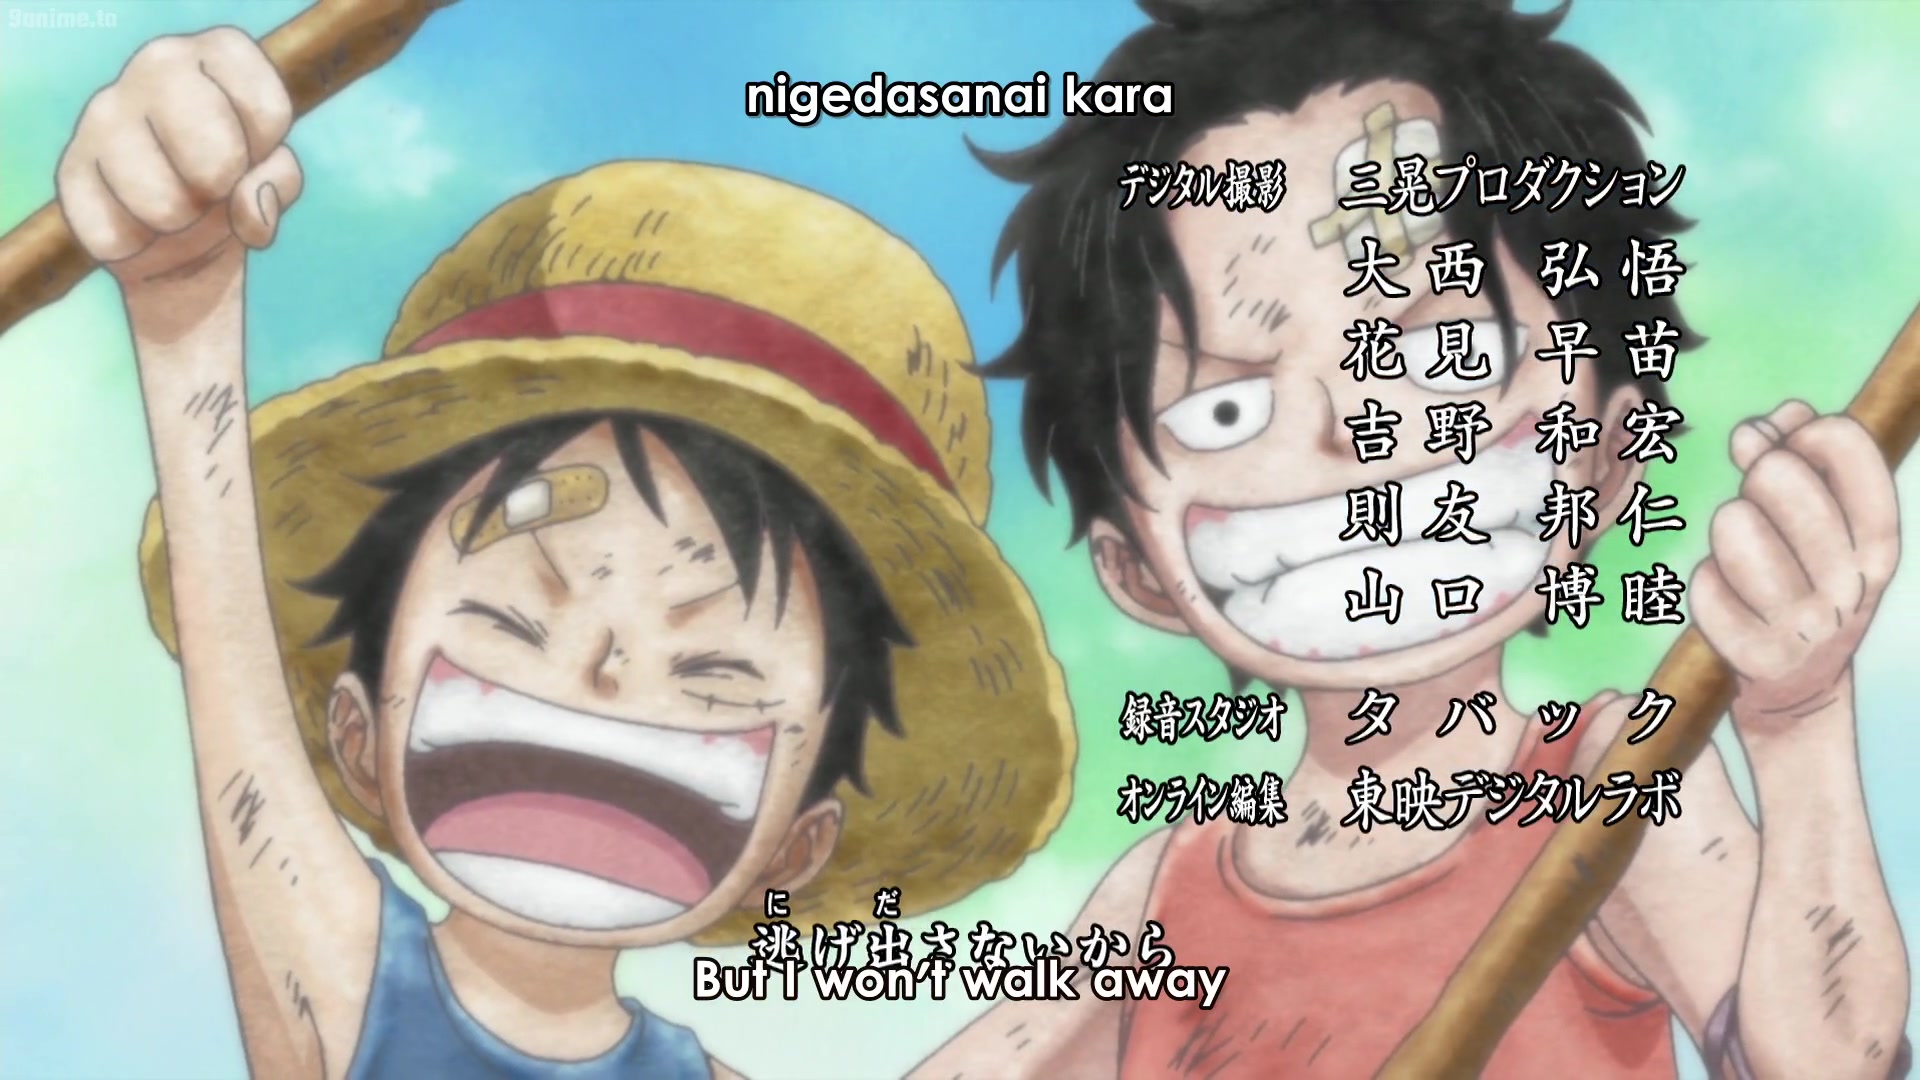 9anime.to
nigedasanai kara
デジタル撮影 三晃プロダクション
大西 弘悟
花見 早苗
吉野 和宏
則友 邦仁
山口 博睦
録音スタジオ タバック
オンライン編集 東映デジタルラボ
に だ
逃げ出さないから
But I won't walk away